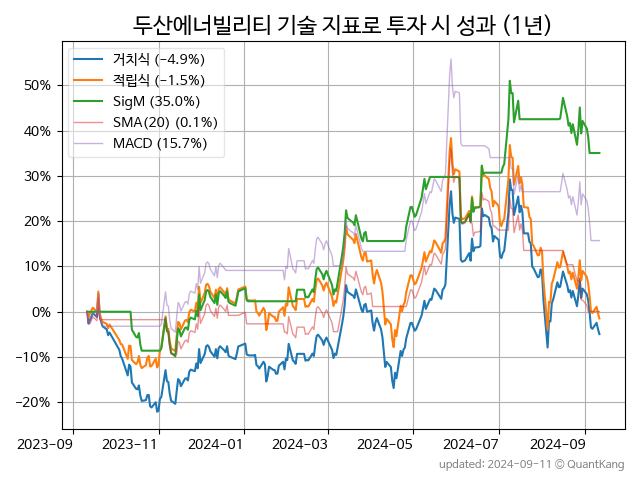 두산에너빌리티 기술 지표로 투자 시 성과 (1년)
거치식 (−4.9%)
적립식 (−1.5%)
SigM (35.0%)
SMA(20) (0.1%)
MACD (15.7%)
50%
40%
30%
20%
10%
0%
−10%
−20%
2023-09 2023-11 2024-01 2024-03 2024-05 2024-07 2024-09
updated: 2024-09-11 © QuantKang